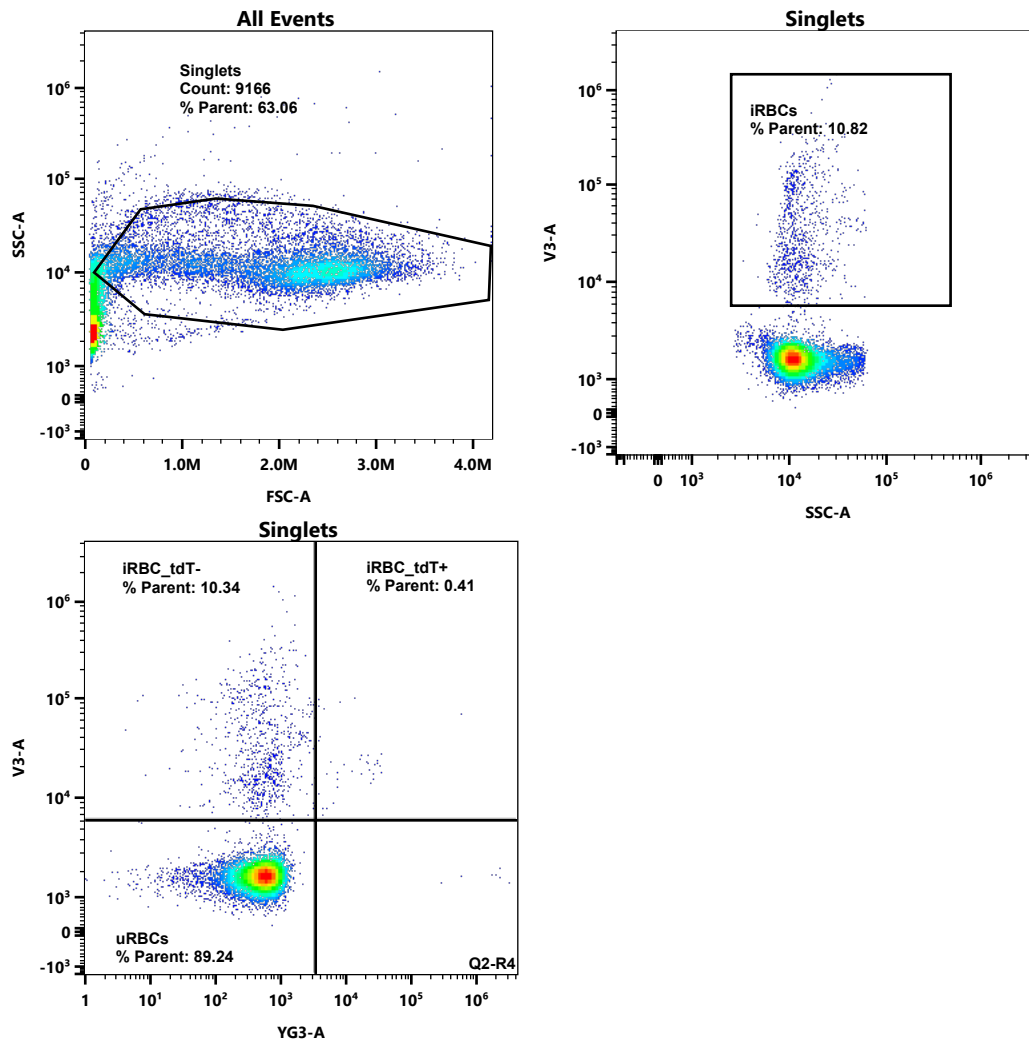 All Events
Singlets
Count: 9166
% Parent: 63.06
SSC-A
10⁶
10⁵
10⁴
10³
0
-10³
0
1.0M
2.0M
3.0M
4.0M
FSC-A
Singlets
iRBCs
% Parent: 10.82
V3-A
10⁶
10⁵
10⁴
10³
0
-10³
0
10³
10⁴
10⁵
10⁶
SSC-A
Singlets
iRBC_tdT-
% Parent: 10.34
iRBC_tdT+
% Parent: 0.41
V3-A
10⁶
10⁵
10⁴
10³
0
-10³
uRBCs
% Parent: 89.24
Q2-R4
1
10¹
10²
10³
10⁴
10⁵
10⁶
YG3-A